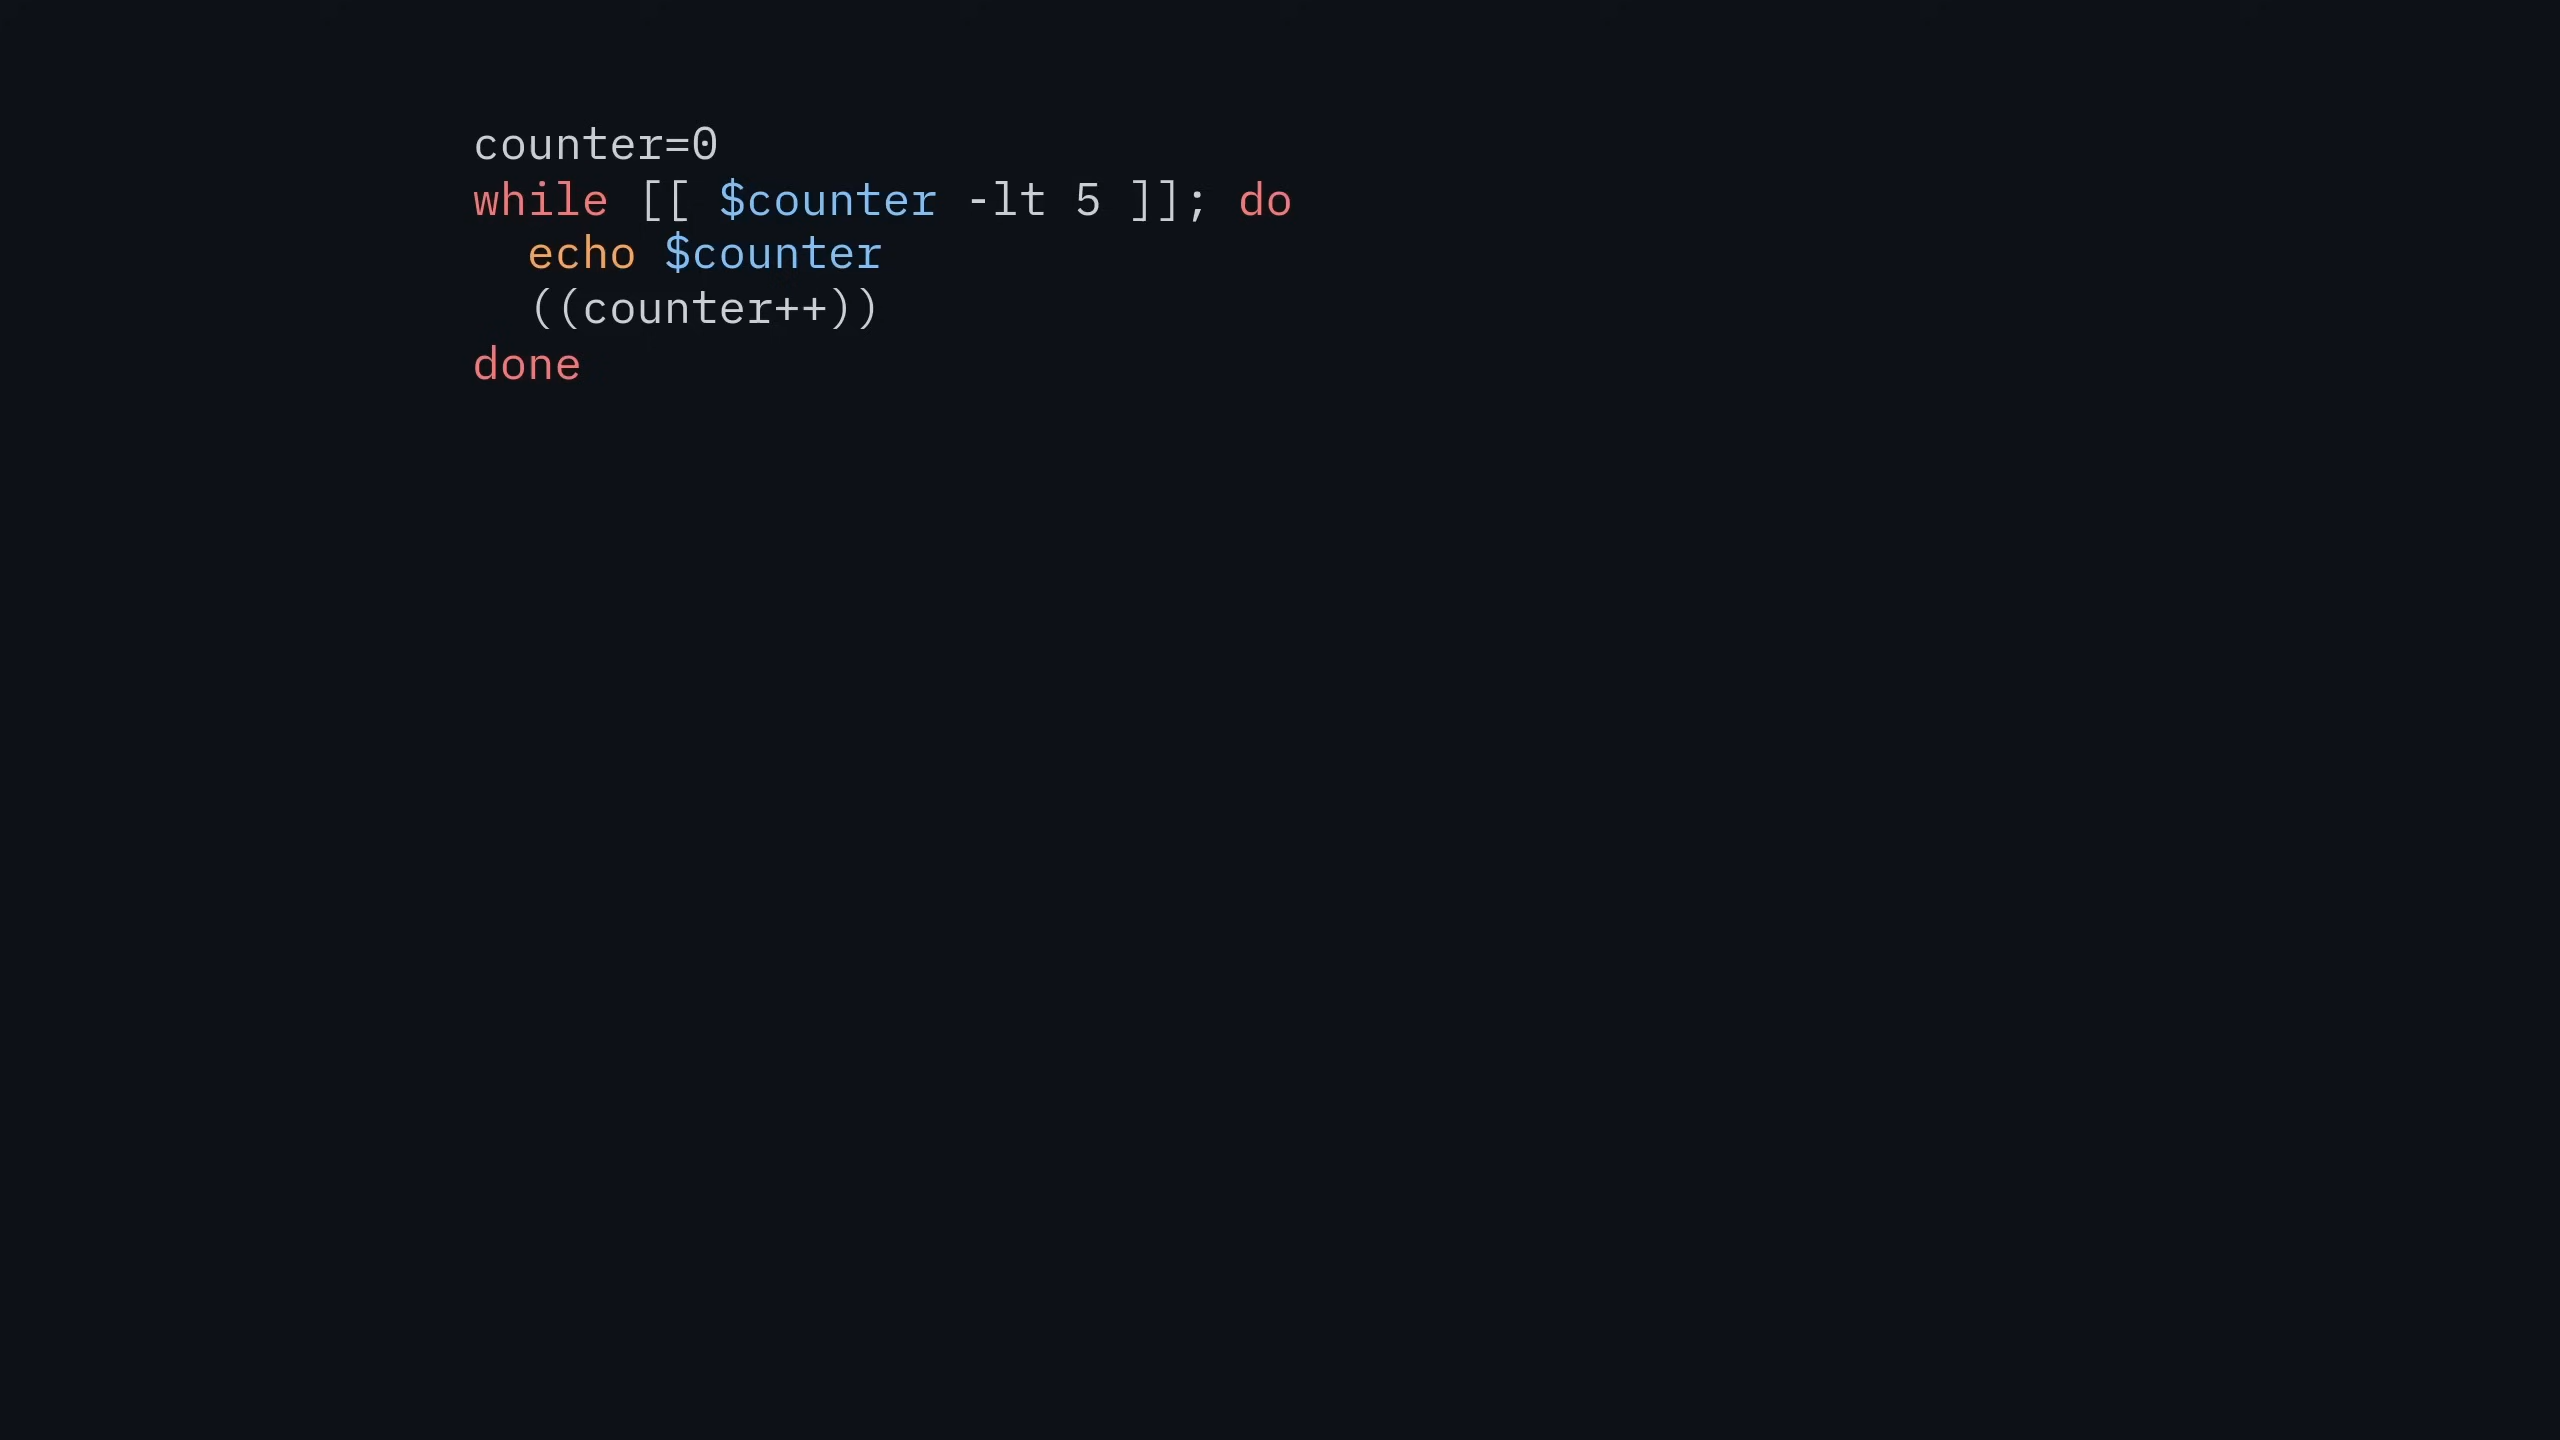 counter=0
while [[ $counter -lt 5 ]]; do
  echo $counter
  ((counter++))
done